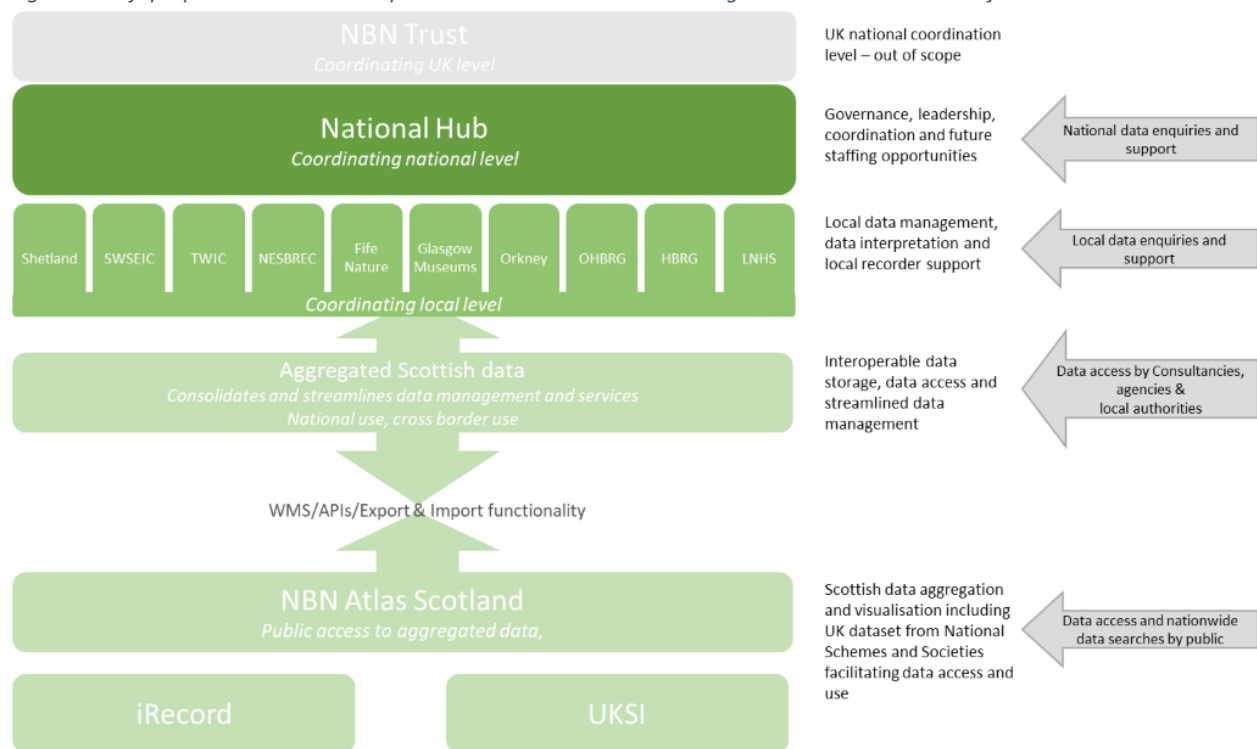 NBN Trust
Coordinating UK level
UK national coordination
level – out of scope
National Hub
Coordinating national level
Governance, leadership,
coordination and future
staffing opportunities
National data enquiries and
support
Shetland
SWSEIC
TWIC
NESBREC
Fife
Nature
Glasgow
Museums
Orkney
OHBRG
HBRG
LNHS
Coordinating local level
Local data management,
data interpretation and
local recorder support
Local data enquiries and
support
Aggregated Scottish data
Consolidates and streamlines data management and services
National use, cross border use
Interoperable data
storage, data access and
streamlined data
management
Data access by Consultancies,
agencies &
local authorities
WMS/APIs/Export & Import functionality
NBN Atlas Scotland
Public access to aggregated data,
Scottish data aggregation
and visualisation including
UK dataset from National
Schemes and Societies
facilitating data access and
use
Data access and nationwide
data searches by public
iRecord
UKSI